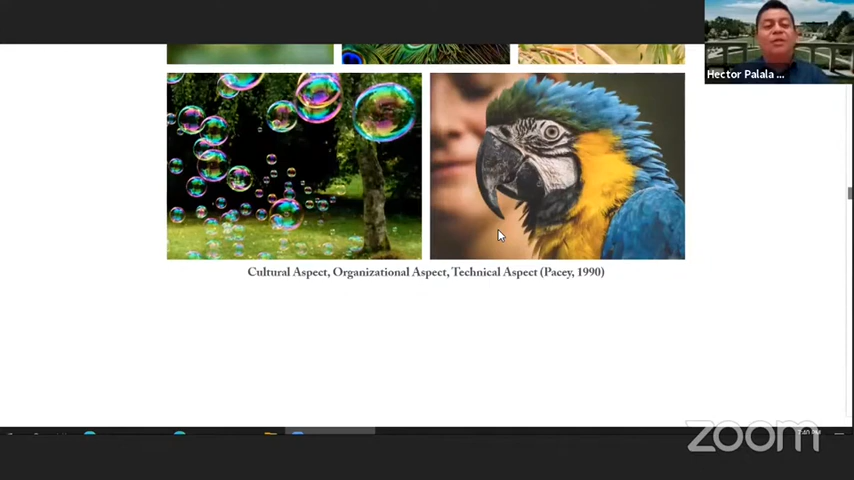 Hector Palala ...
Cultural Aspect, Organizational Aspect, Technical Aspect (Pacey, 1990)
zoom